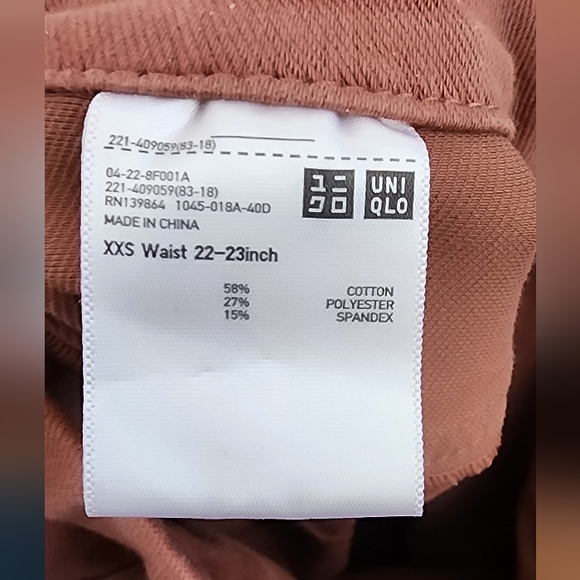 221-409059(83-18)
04-22-8F001A
221-409059(83-18)
RN139864 1045-018A-40D
MADE IN CHINA
ユニ
クロ
UNI
QLO
XXS Waist 22-23inch
58% COTTON
27% POLYESTER
15% SPANDEX